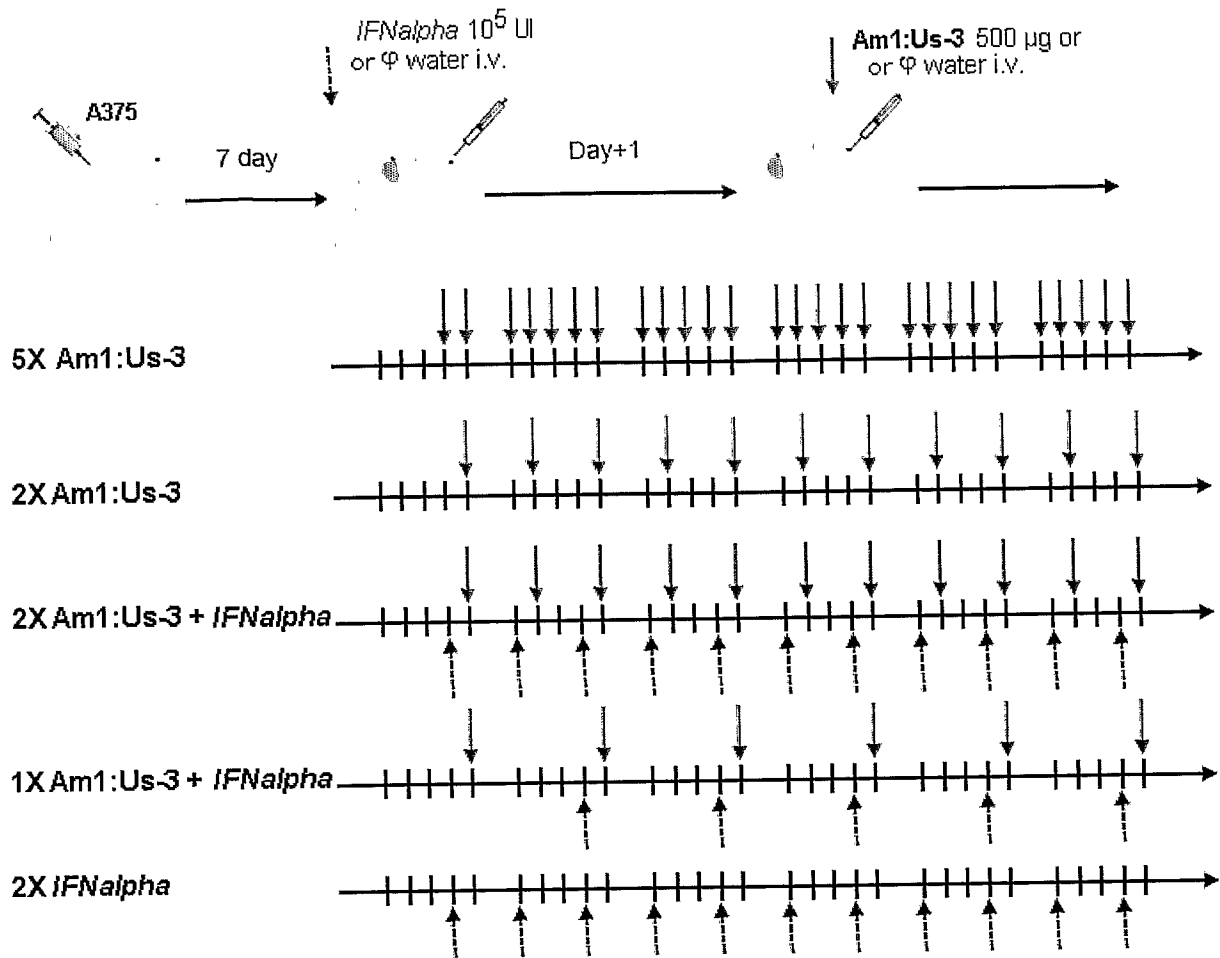 IFNalpha 10⁵ UI
or φ water i.v.
Am1:Us-3 500 µg or
or φ water i.v.
A375
7 day
Day+1
5X Am1:Us-3
2X Am1:Us-3
2X Am1:Us-3 + IFNalpha
1X Am1:Us-3 + IFNalpha
2X IFNalpha